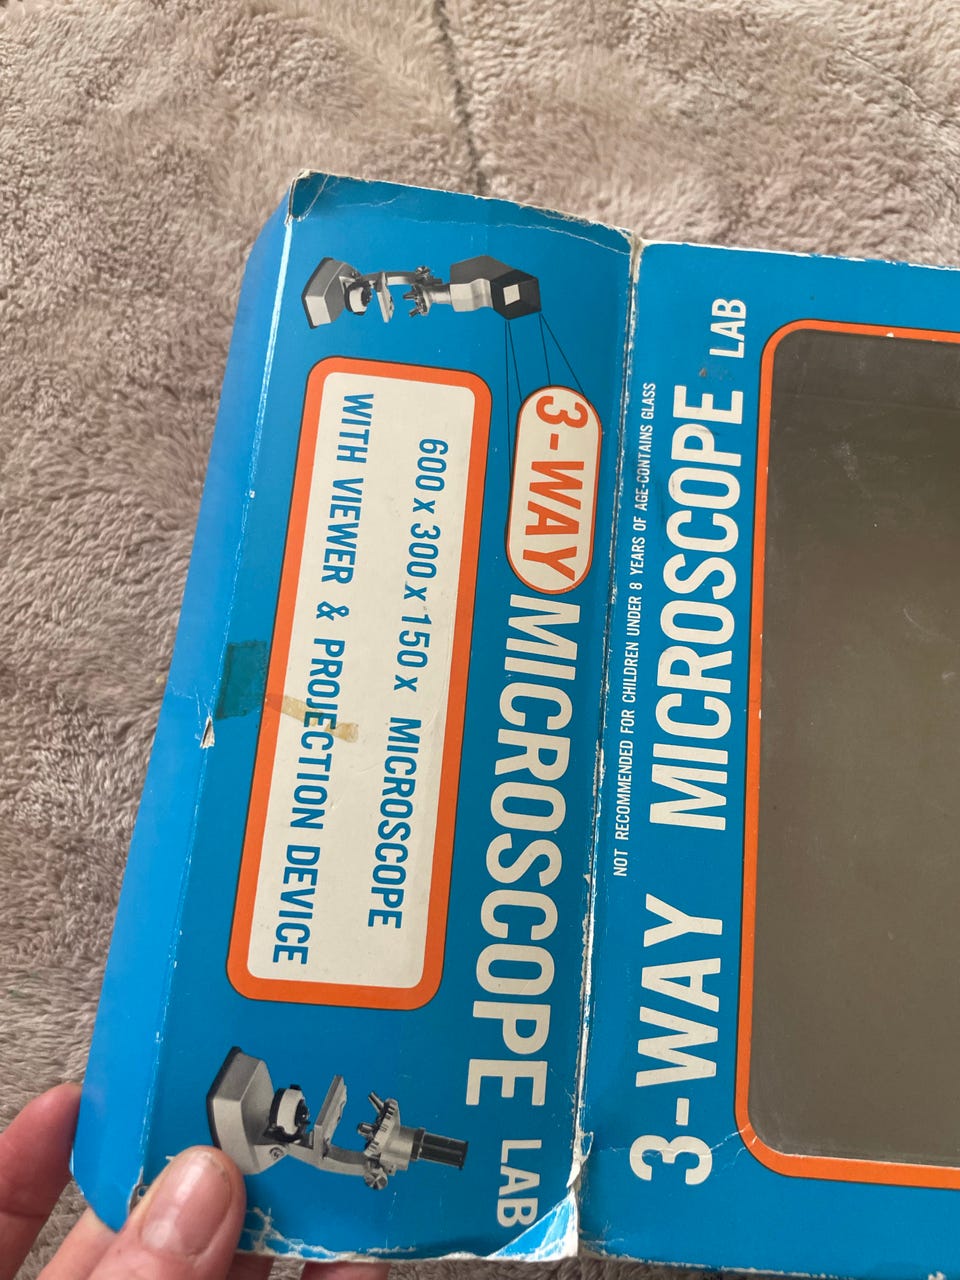 3-WAY MICROSCOPE LAB
600 x 300 x 150 x MICROSCOPE
WITH VIEWER & PROJECTION DEVICE
NOT RECOMMENDED FOR CHILDREN UNDER 8 YEARS OF AGE-CONTAINS GLASS
3-WAY MICROSCOPE LAB